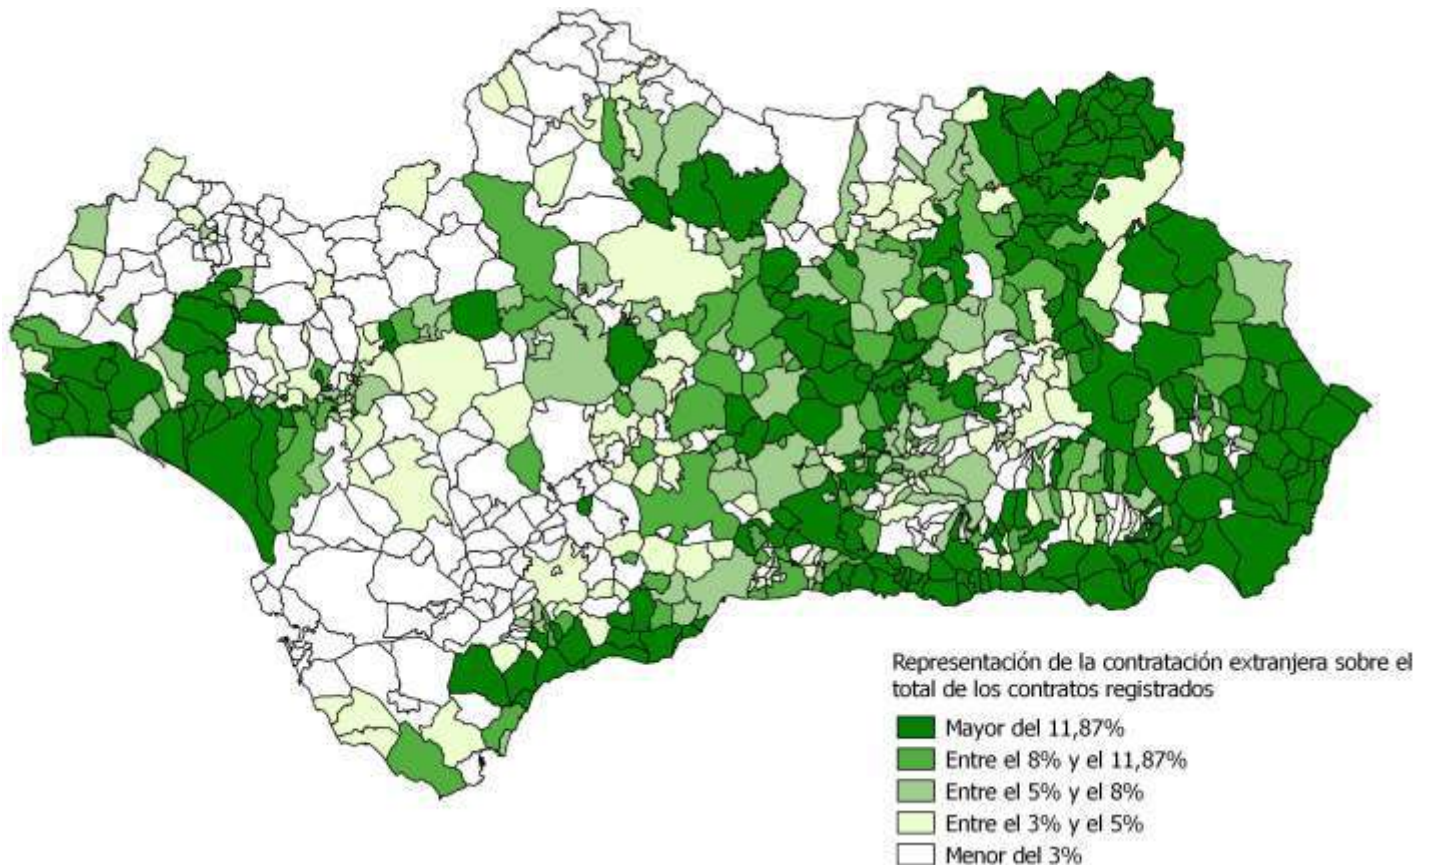 Representación de la contratación extranjera sobre el
total de los contratos registrados
Mayor del 11,87%
Entre el 8% y el 11,87%
Entre el 5% y el 8%
Entre el 3% y el 5%
Menor del 3%